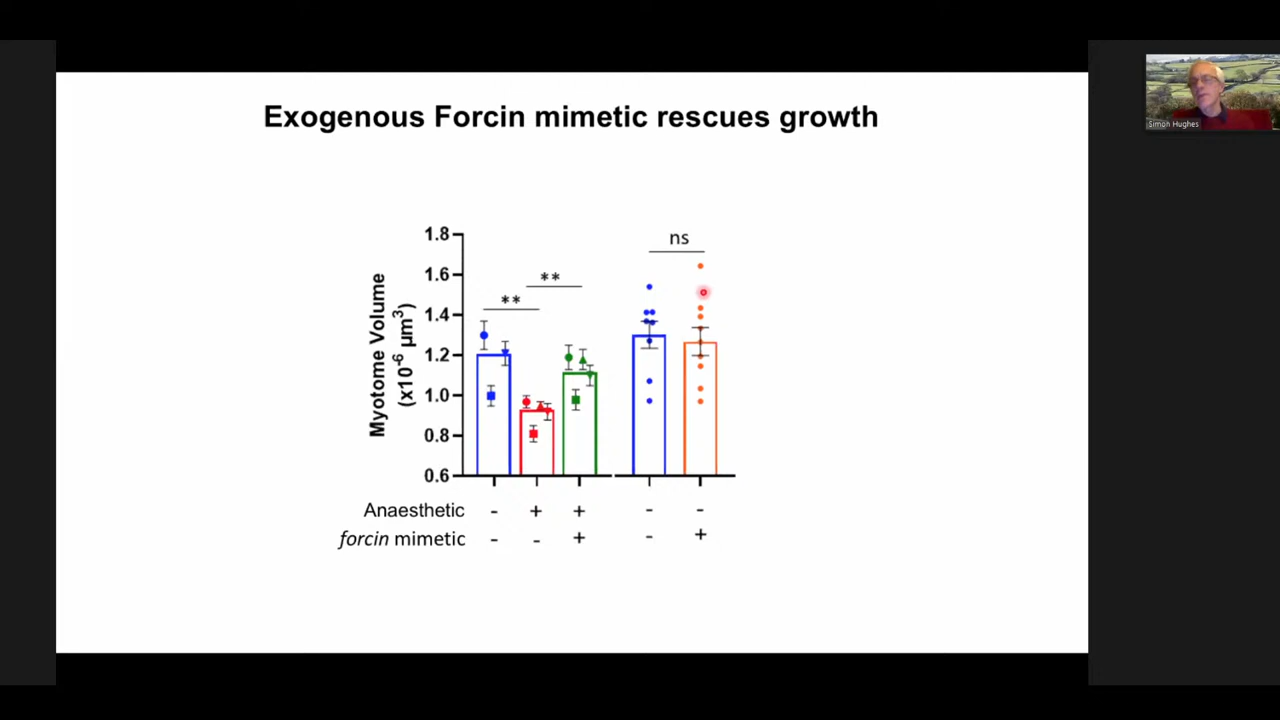 Simon Hughes
Exogenous Forcin mimetic rescues growth
Myotome Volume
(x10-6 µm3)
1.8
1.6
1.4
1.2
1.0
0.8
0.6
**
**
ns
Anaesthetic - + + - -
forcin mimetic - - + - +